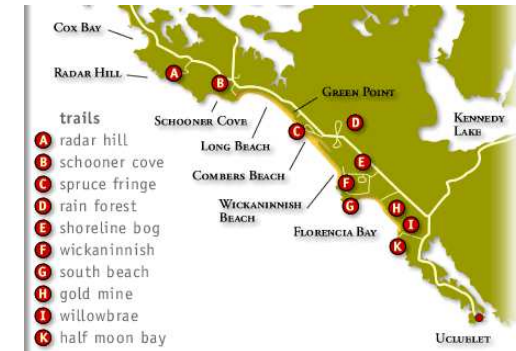 Cox Bay
Radar Hill
A
B
Schooner Cove
Green Point
C
D
Long Beach
Kennedy
Lake
Combers Beach
E
F
Wickaninnish
Beach
G
H
Florencia Bay
I
K
Uclublet
trails
A radar hill
B schooner cove
C spruce fringe
D rain forest
E shoreline bog
F wickaninnish
G south beach
H gold mine
I willowbrae
K half moon bay